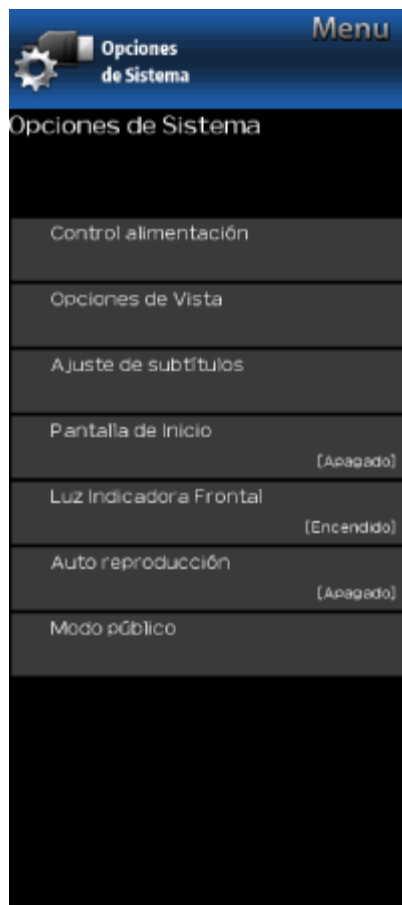 Menu
Opciones
de Sistema
Opciones de Sistema
Control alimentación
Opciones de Vista
Ajuste de subtítulos
Pantalla de Inicio
[Apagado]
Luz Indicadora Frontal
[Encendido]
Auto reproducción
[Apagado]
Modo público